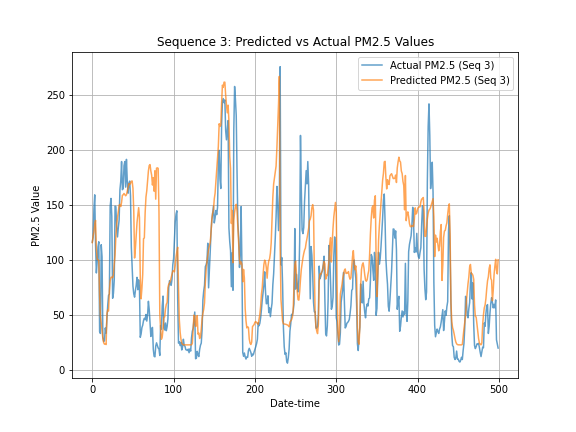 Sequence 3: Predicted vs Actual PM2.5 Values
Actual PM2.5 (Seq 3)
Predicted PM2.5 (Seq 3)
250
200
150
100
50
0
PM2.5 Value
0 100 200 300 400 500
Date-time